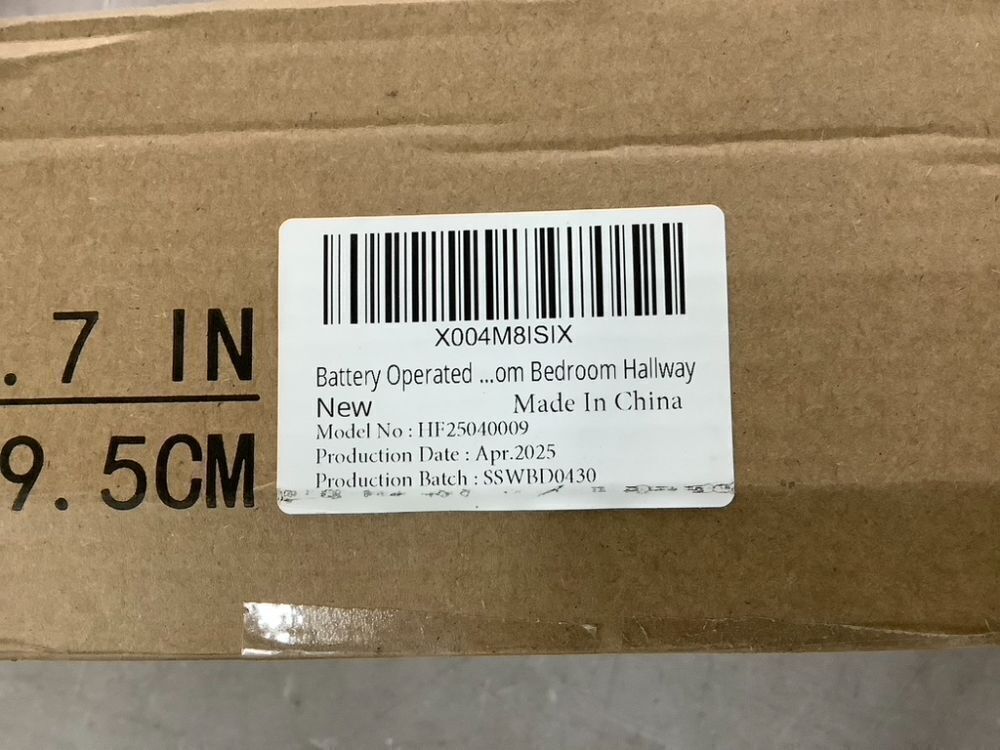 .7 IN
9.5CM
X004M8ISIX
Battery Operated ...om Bedroom Hallway
New Made In China
Model No : HF25040009
Production Date : Apr.2025
Production Batch : SSWBD0430